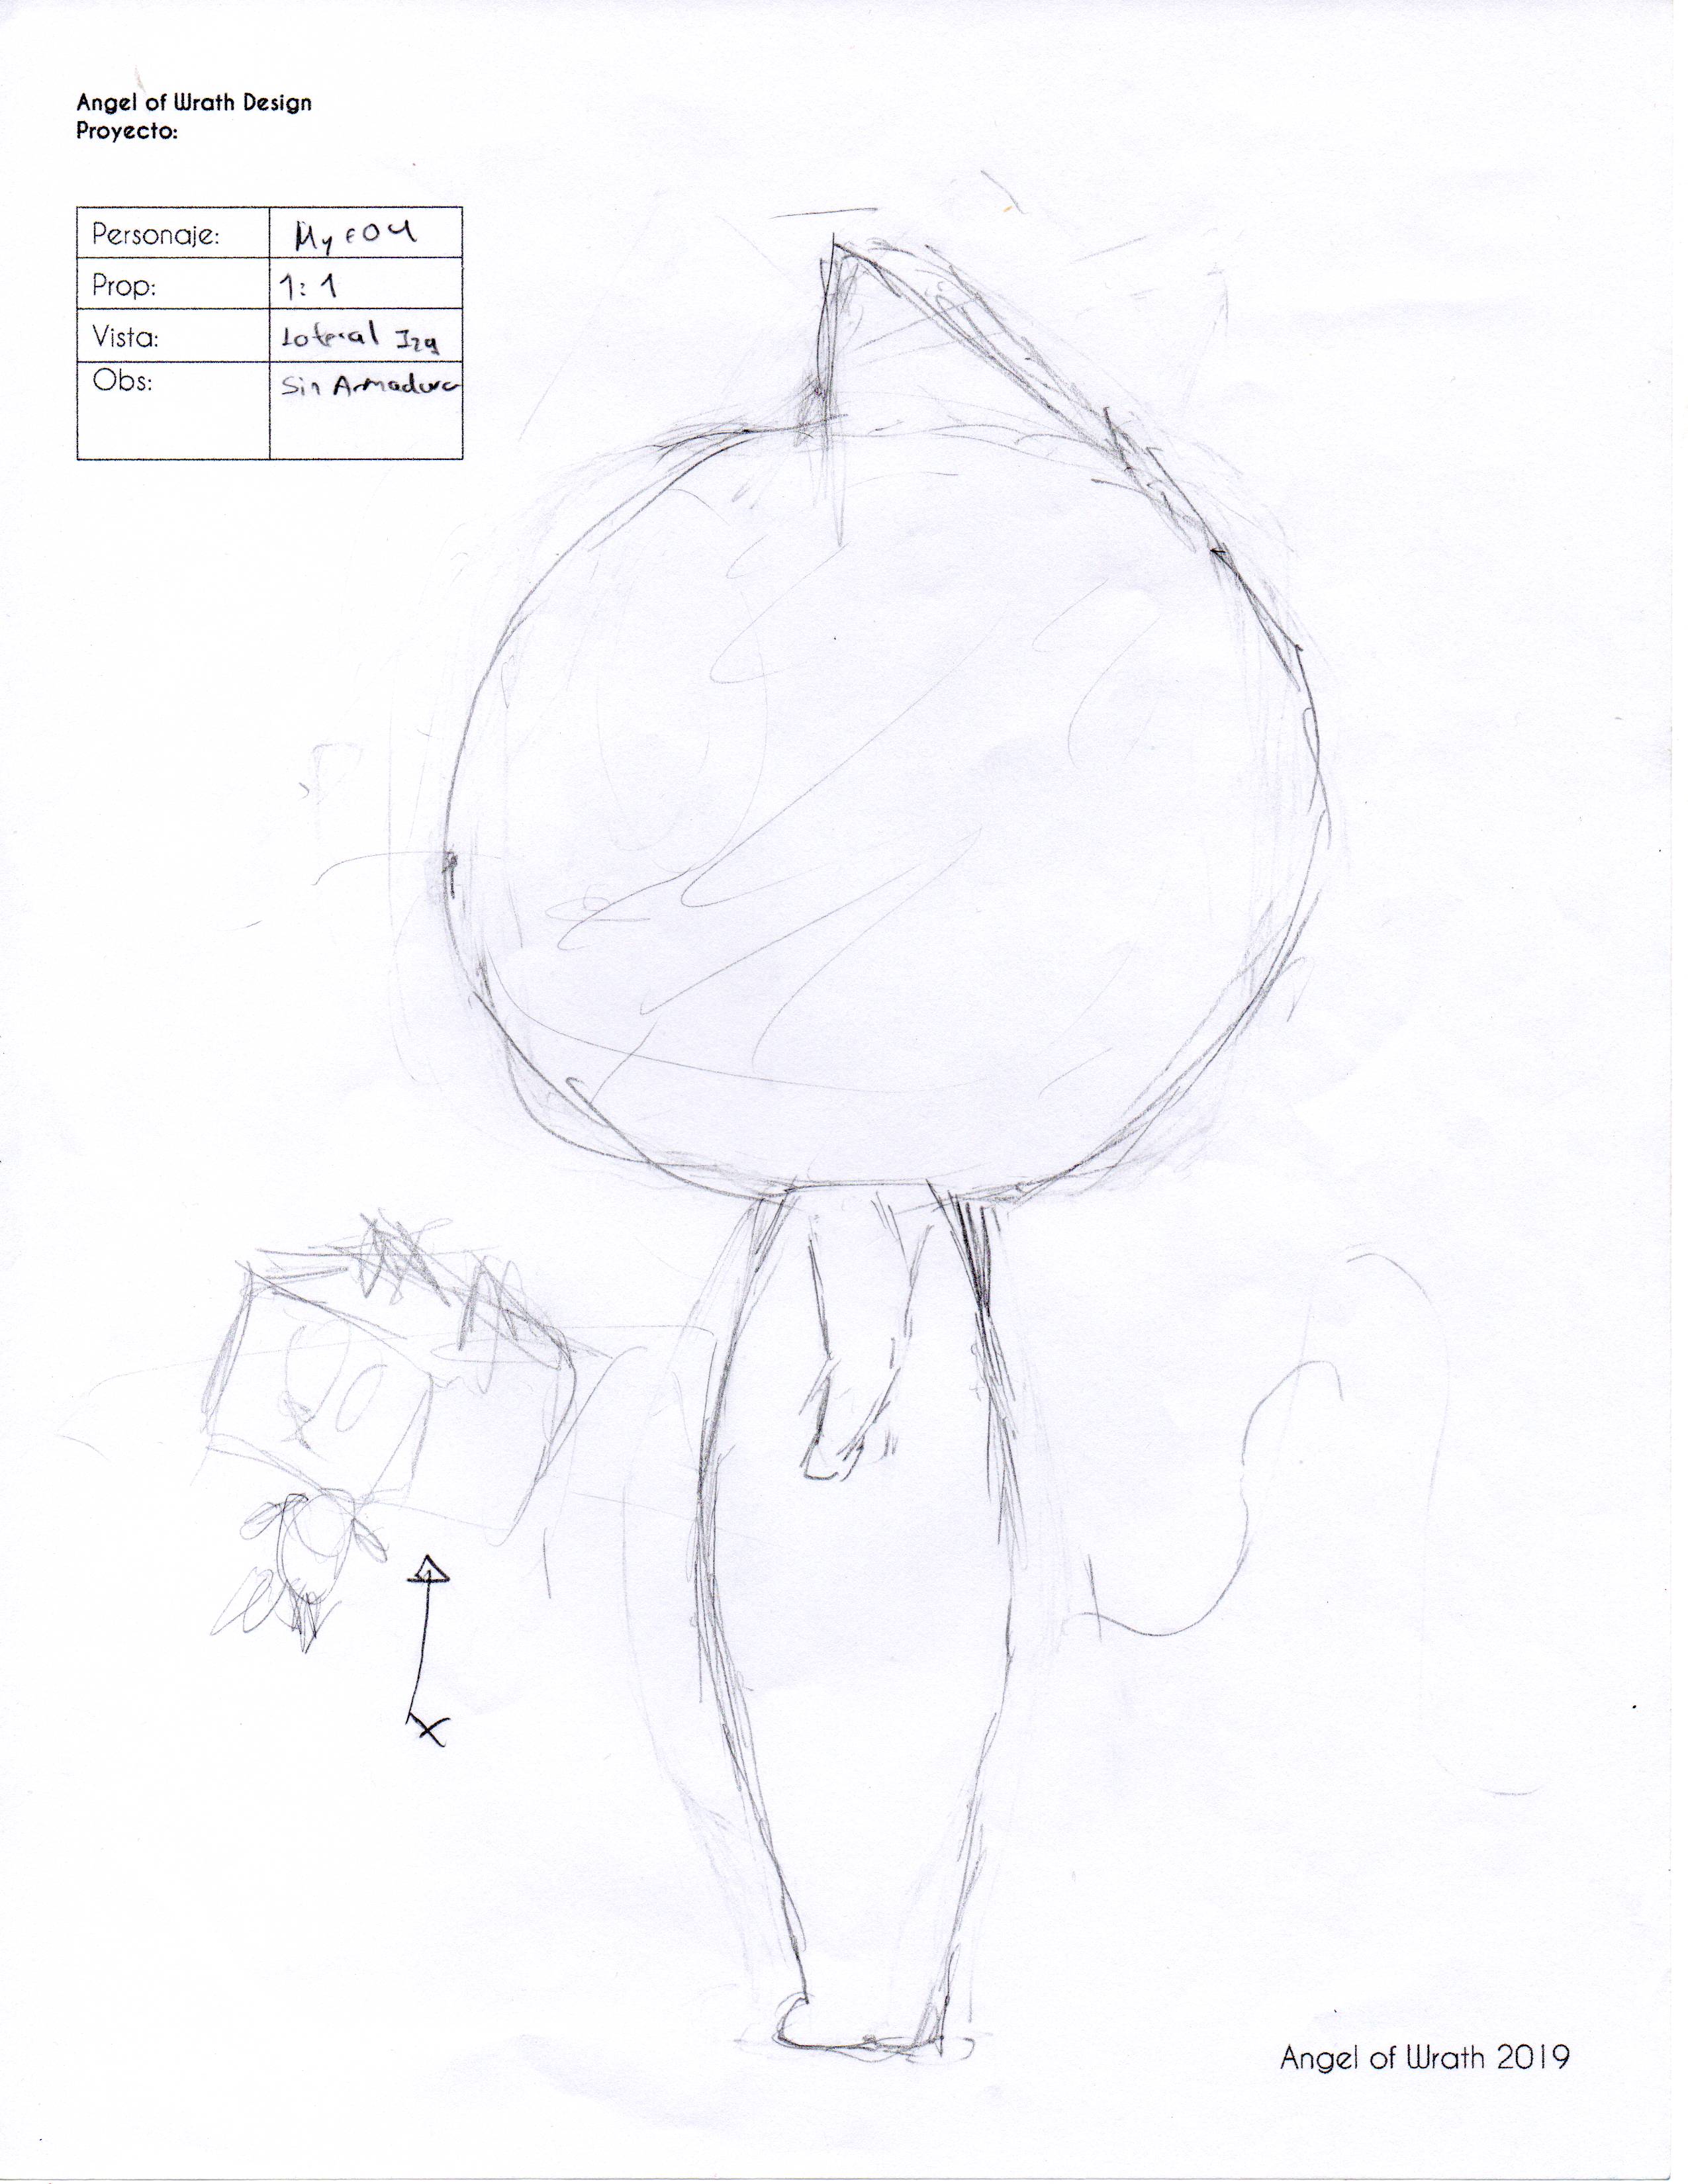 Angel of Wrath Design
Proyecto:
Personaje:
Prop: 1:1
Vista: Lateral Izq
Obs: Sin Armadura
Angel of Wrath 2019